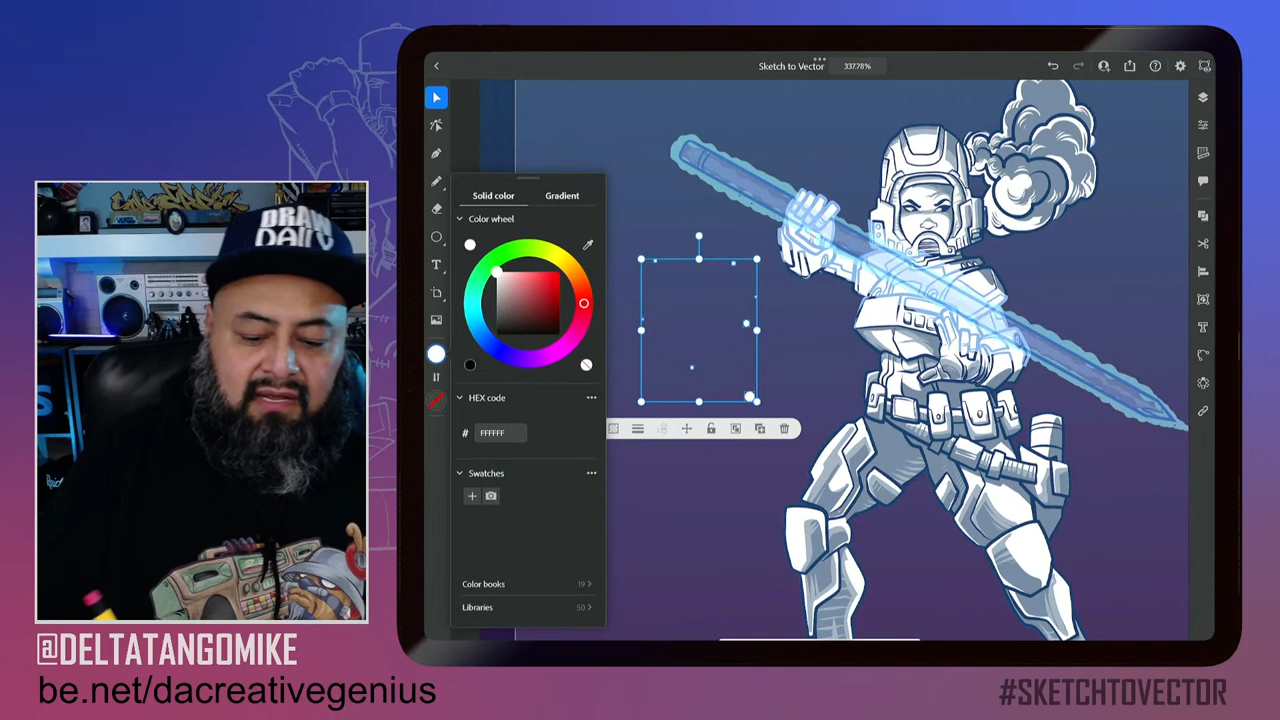 Sketch to Vector
337.78%
DRAW
DAILY
Solid color
Gradient
Color wheel
HEX code
# FFFFFF
Swatches
Color books
19
Libraries
50
@DELTATANGOMIKE
be.net/dacreativegenius
#SKETCHTOVECTOR